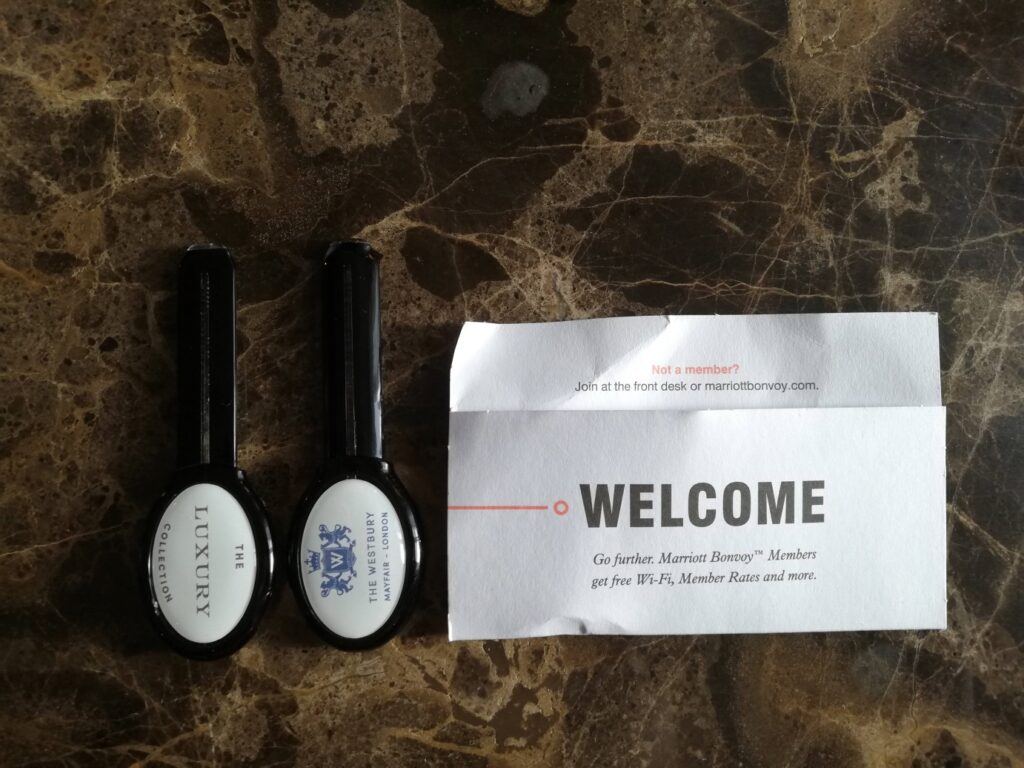 THE
LUXURY
COLLECTION
THE WESTBURY
MAYFAIR - LONDON
Not a member?
Join at the front desk or marriottbonvoy.com.
WELCOME
Go further. Marriott Bonvoy™ Members
get free Wi-Fi, Member Rates and more.